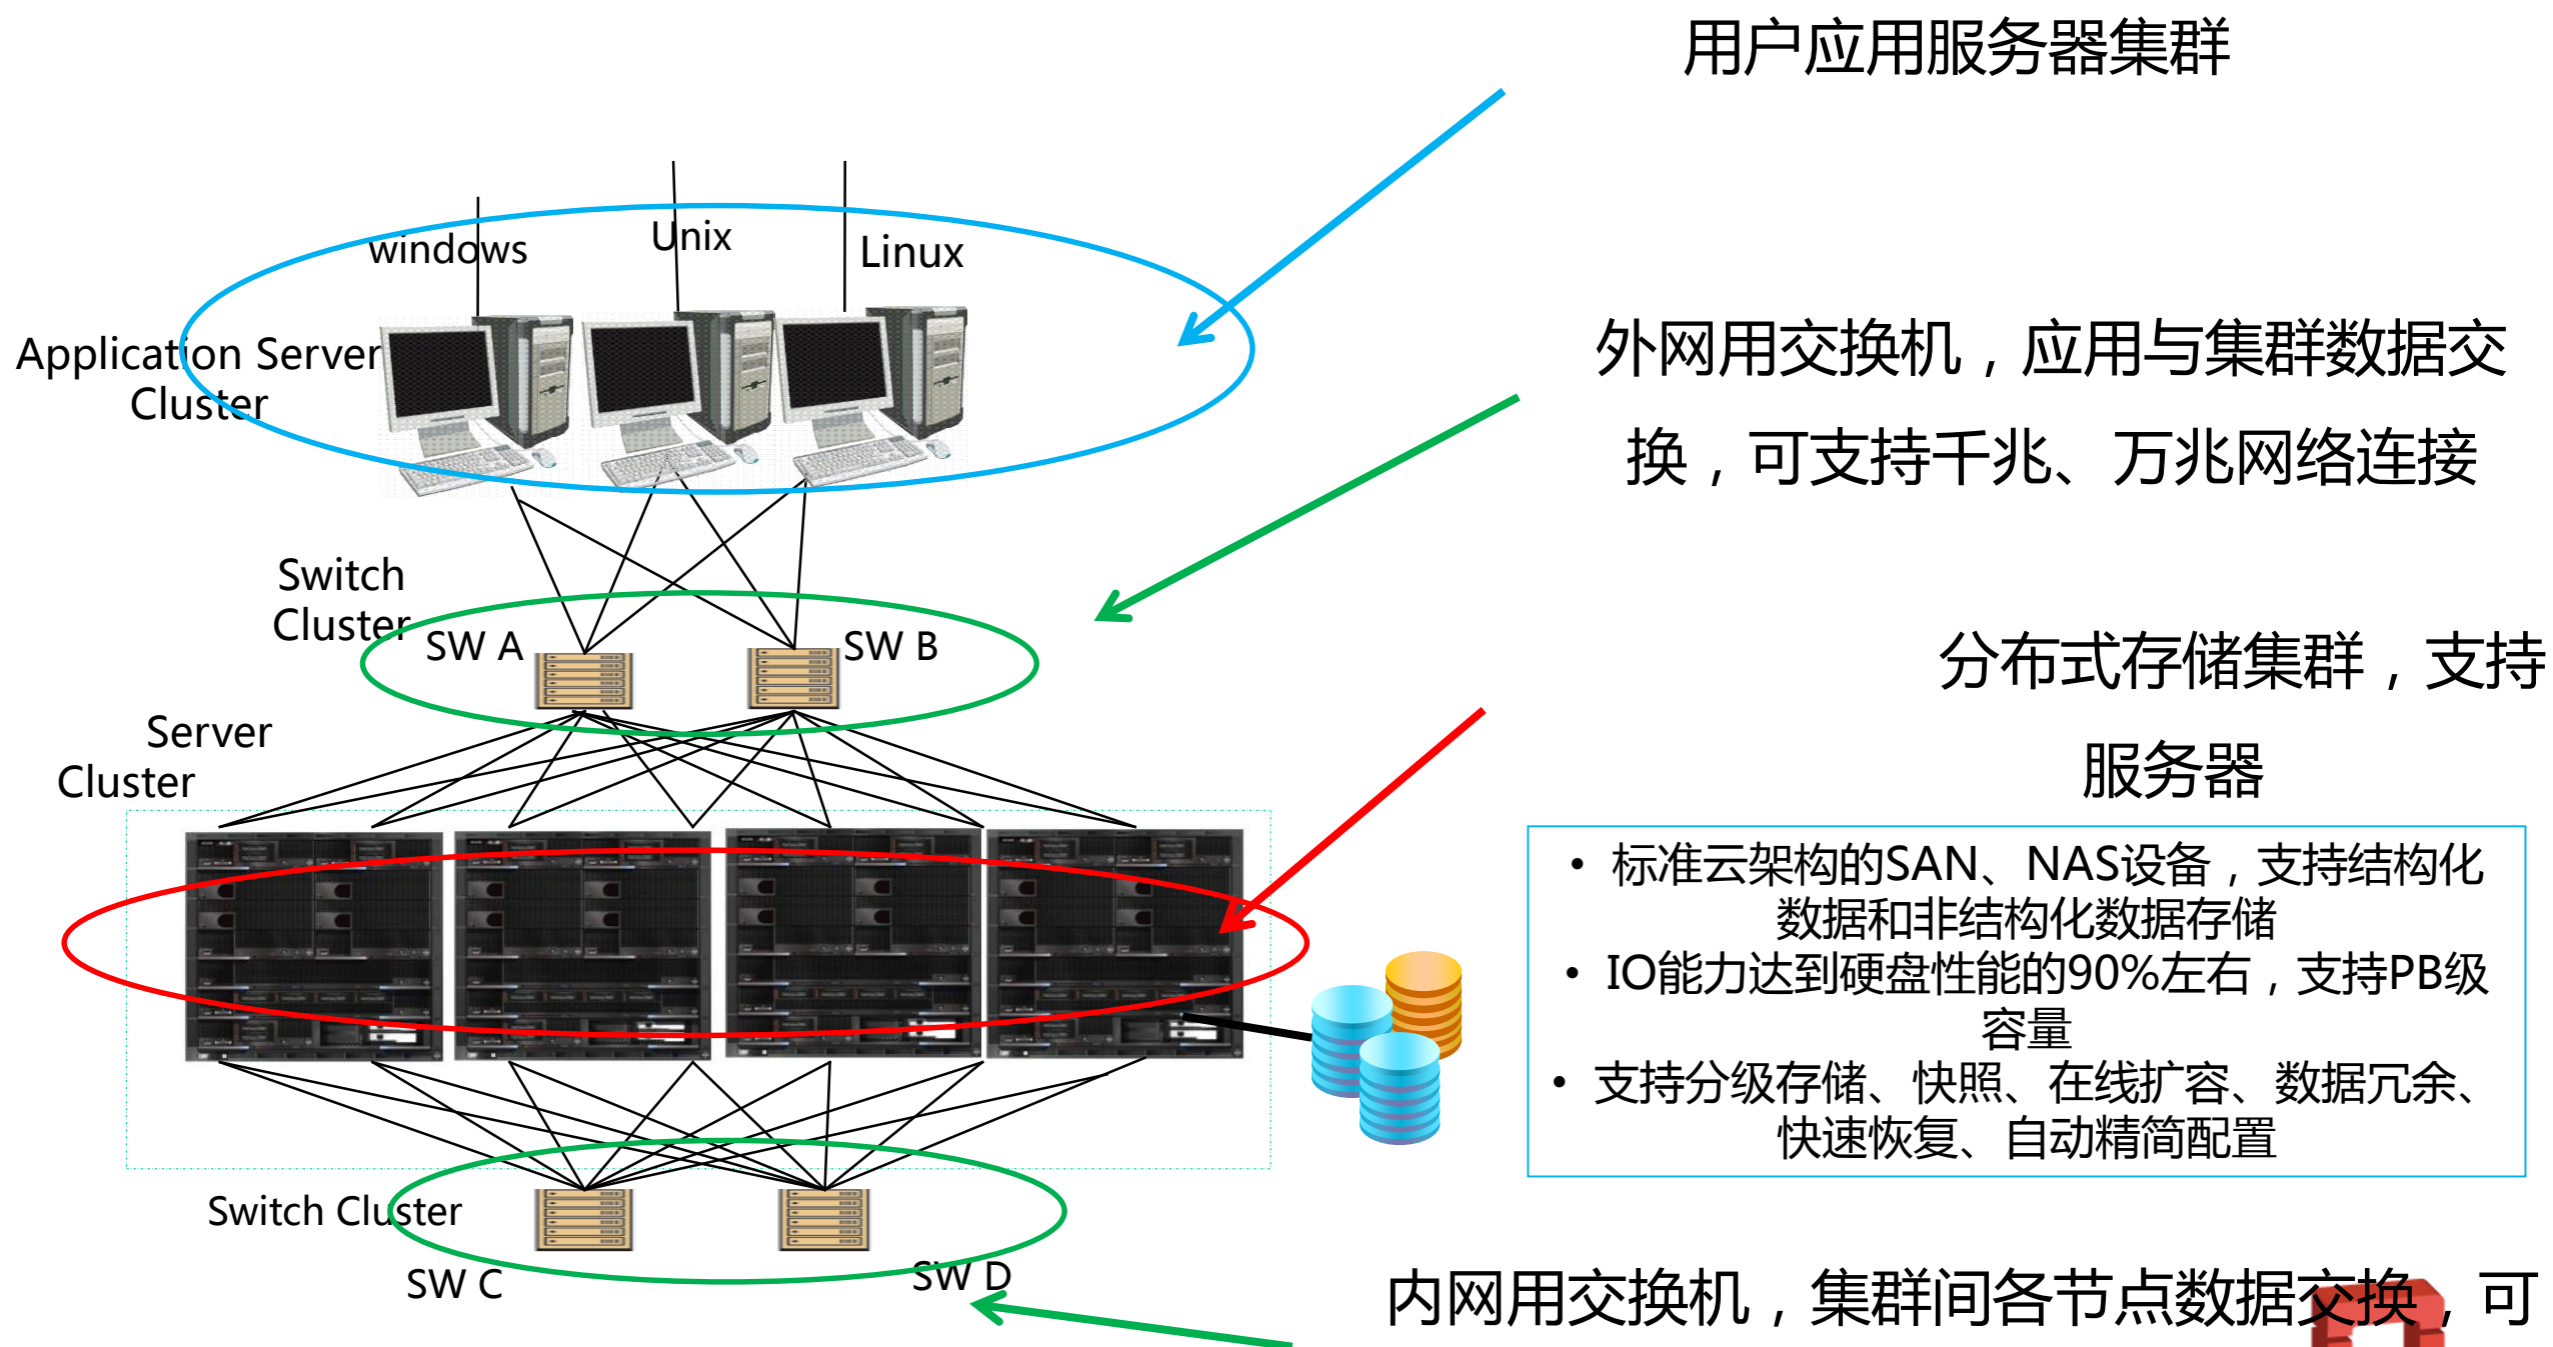 用户应用服务器集群
windows
Unix
Linux
Application Server
Cluster
外网用交换机，应用与集群数据交
换，可支持千兆、万兆网络连接
Switch
Cluster
SW A
SW B
分布式存储集群，支持
服务器
Server
Cluster
• 标准云架构的SAN、NAS设备，支持结构化
数据和非结构化数据存储
• IO能力达到硬盘性能的90%左右，支持PB级
容量
• 支持分级存储、快照、在线扩容、数据冗余、
快速恢复、自动精简配置
Switch Cluster
SW C
SW D
内网用交换机，集群间各节点数据交换，可